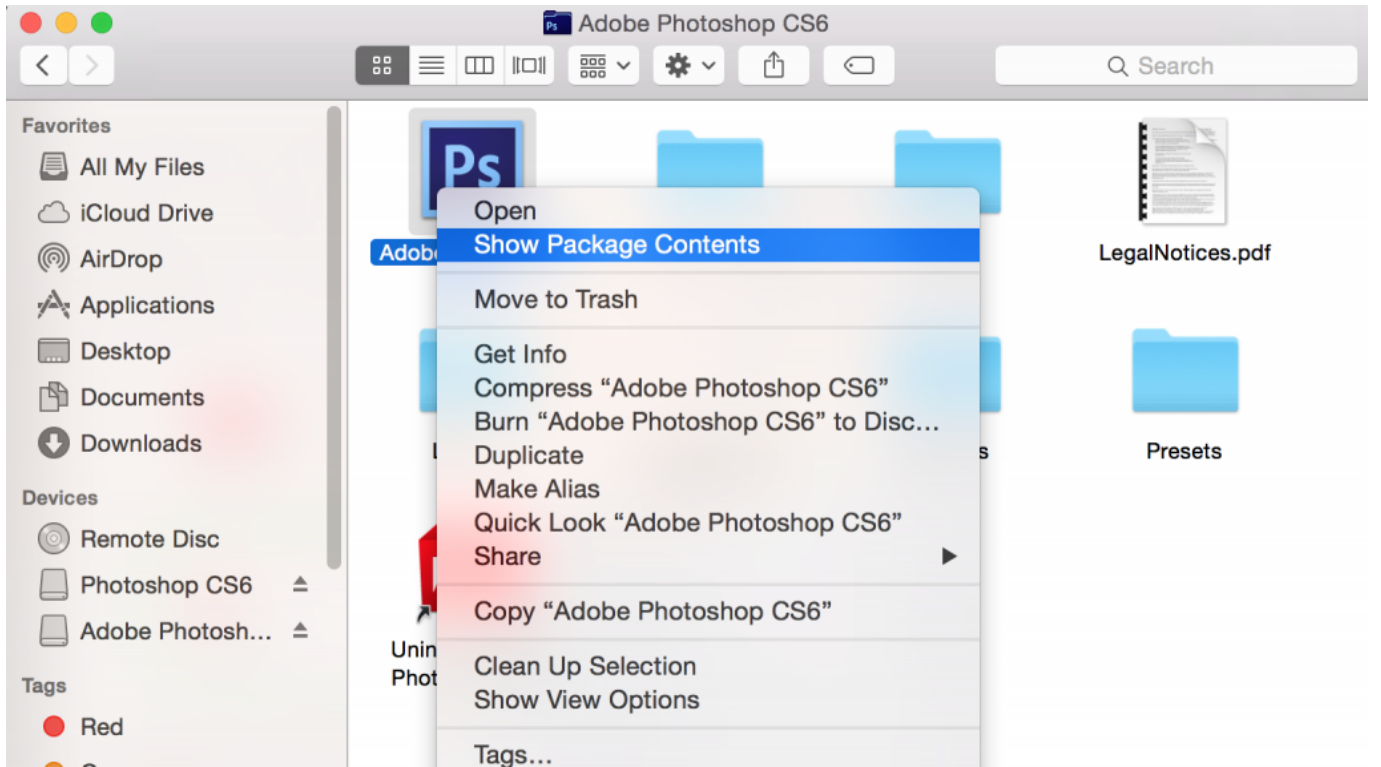 Adobe Photoshop CS6
Search
Favorites
All My Files
iCloud Drive
AirDrop
Applications
Desktop
Documents
Downloads
Devices
Remote Disc
Photoshop CS6
Adobe Photosh...
Tags
Red
Ps
LegalNotices.pdf
Presets
Open
Show Package Contents
Move to Trash
Get Info
Compress “Adobe Photoshop CS6”
Burn “Adobe Photoshop CS6” to Disc...
Duplicate
Make Alias
Quick Look “Adobe Photoshop CS6”
Share
Copy “Adobe Photoshop CS6”
Clean Up Selection
Show View Options
Tags...